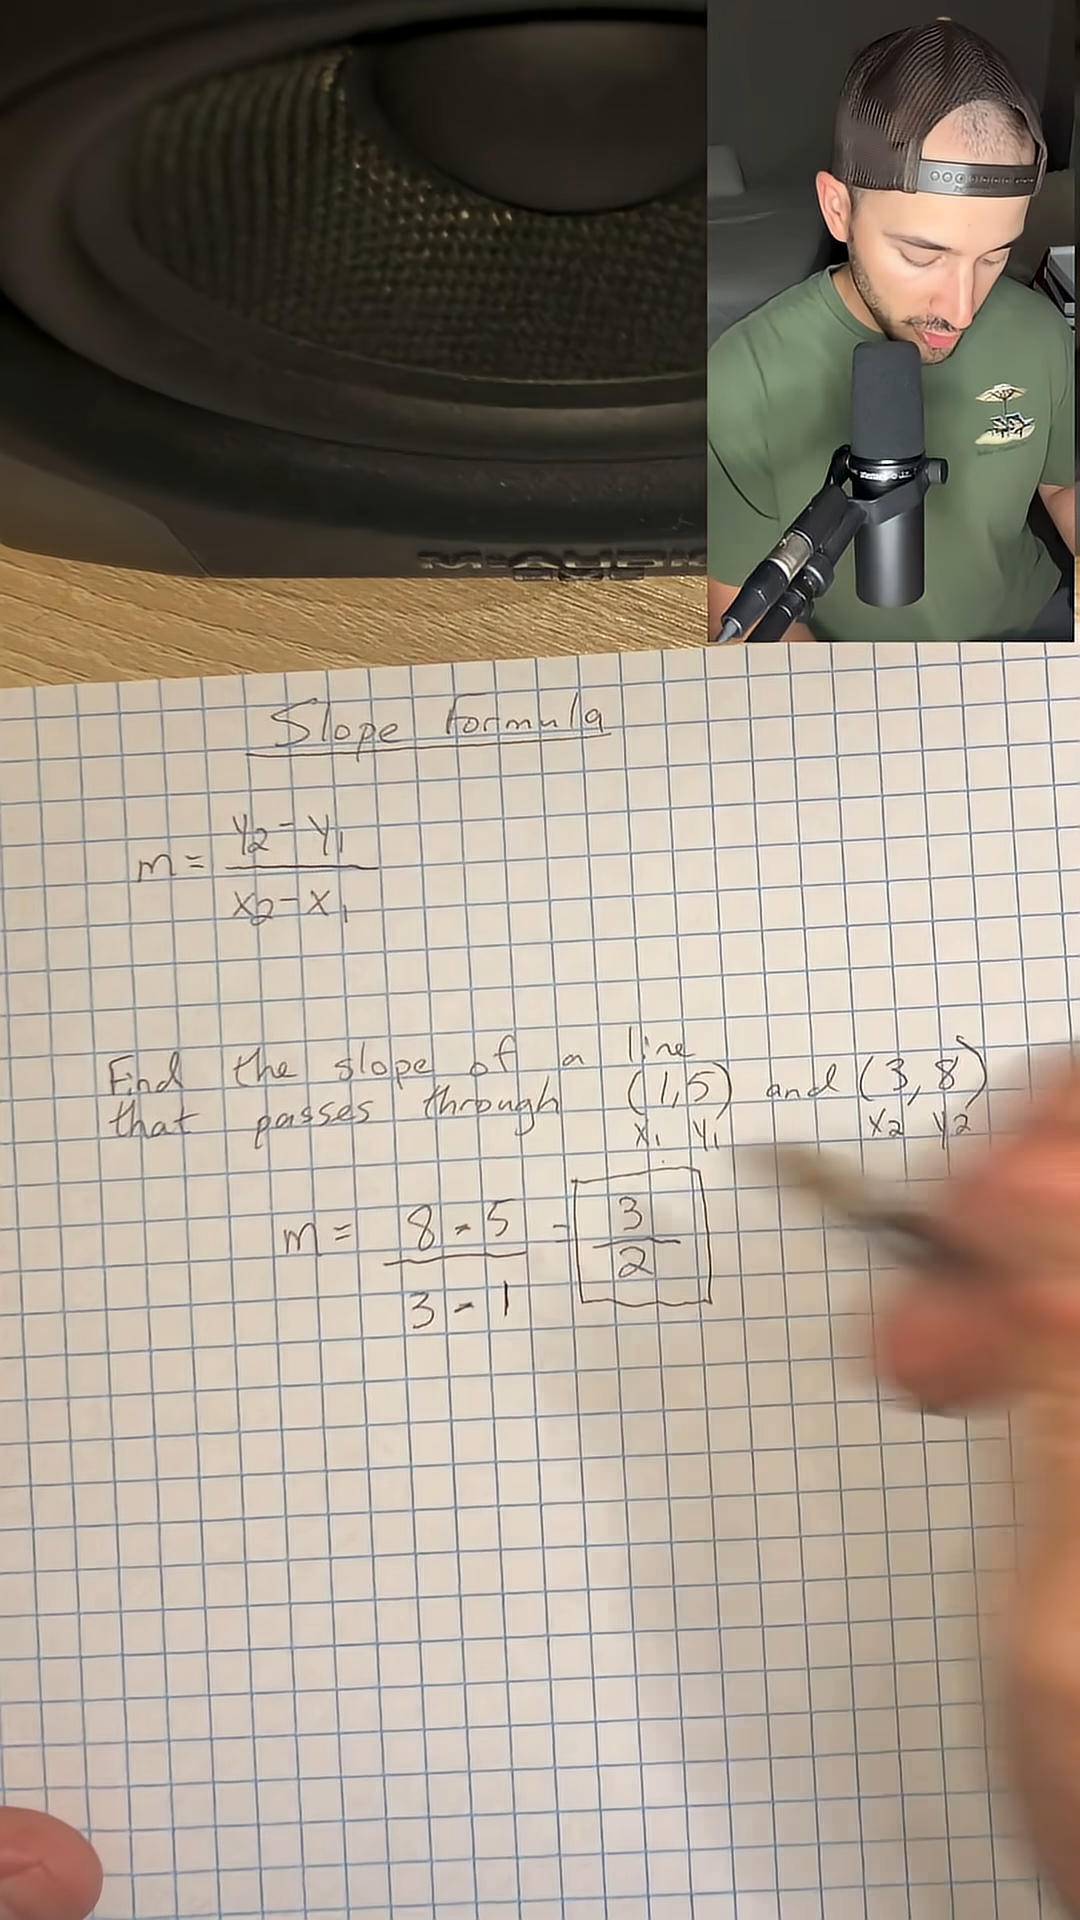 Slope Formula
m = y₂ - y₁ / x₂ - x₁
Find the slope of a line
that passes through (1,5) and (3,8)
x₁ y₁ x₂ y₂
m = 8 - 5 / 3 - 1 = 3 / 2